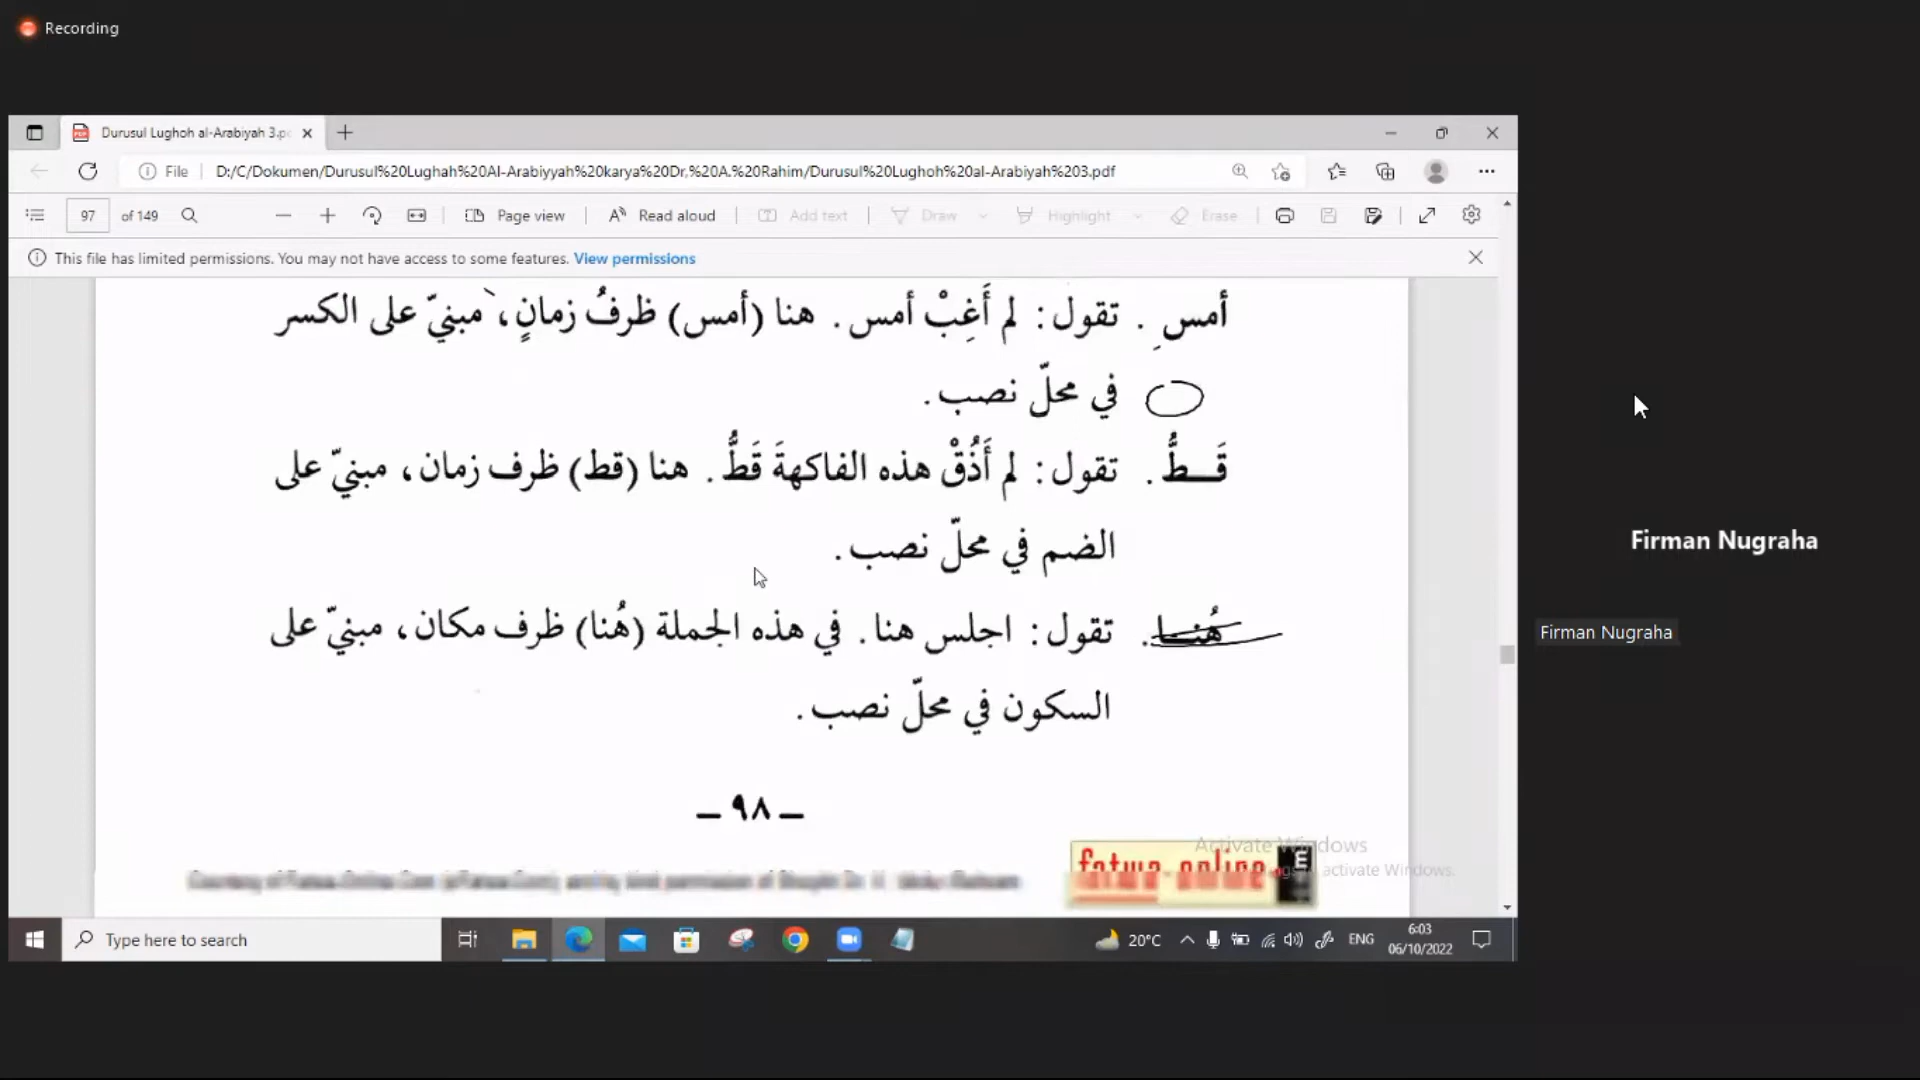 Recording
Durusul Lughoh al-Arabiyah 3.p
File D:/C/Dokumen/Durusul%20Lughah%20Al-Arabiyyah%20karya%20Dr,%20A.%20Rahim/Durusul%20Lughoh%20al-Arabiyah%203.pdf
97 of 149 Page view Read aloud Add text Draw Highlight Erase
This file has limited permissions. You may not have access to some features. View permissions
أمس . تقول : لم أَغِبْ أمس . هنا (أمس) ظرفُ زمانٍ، مبنيّ على الكسر
في محلّ نصب .
قَـطُّ . تقول : لم أَذُقْ هذه الفاكهةَ قَطُّ . هنا (قط) ظرف زمان، مبنيّ على
الضم في محلّ نصب .
هُنـا . تقول : اجلس هنا . في هذه الجملة (هُنا) ظرف مكان، مبنيّ على
السكون في محلّ نصب .
– ٩٨ –
Firman Nugraha
Firman Nugraha
Activate Windows
activate Windows.
fatwa-online
Type here to search
20°C ENG 6:03
06/10/2022